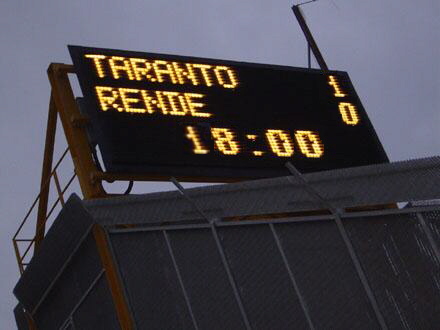 TARANTO 1
RENDE 0
18:00